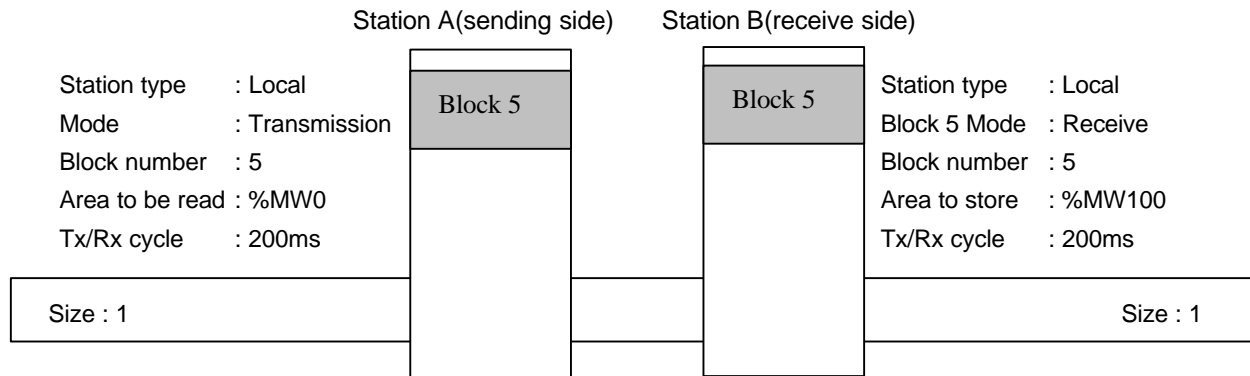 Station A(sending side) Station B(receive side)
Station type : Local
Mode : Transmission
Block number : 5
Area to be read : %MW0
Tx/Rx cycle : 200ms
Block 5
Block 5
Station type : Local
Block 5 Mode : Receive
Block number : 5
Area to store : %MW100
Tx/Rx cycle : 200ms
Size : 1
Size : 1